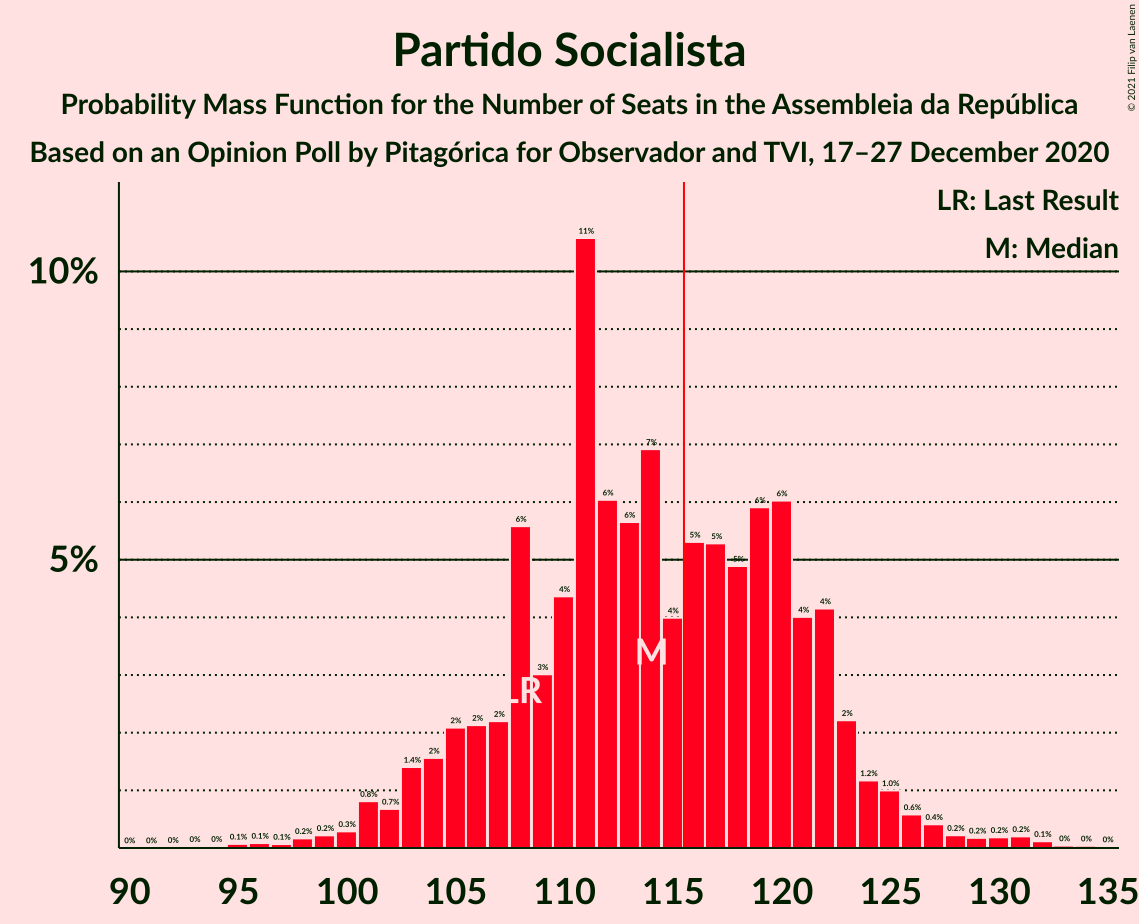 Partido Socialista
Probability Mass Function for the Number of Seats in the Assembleia da República
Based on an Opinion Poll by Pitagórica for Observador and TVI, 17–27 December 2020
© 2021 Filip van Laenen
LR: Last Result
M: Median
10%
5%
0% 0% 0% 0% 0% 0.1% 0.1% 0.1% 0.2% 0.2% 0.3% 0.8% 0.7% 1.4% 2% 2% 2% 2% 6% 3% 4% 11% 6% 6% 7% 4% 5% 5% 5% 6% 6% 4% 4% 2% 1.2% 1.0% 0.6% 0.4% 0.2% 0.2% 0.2% 0.2% 0.1% 0% 0% 0%
LR
M
90 95 100 105 110 115 120 125 130 135